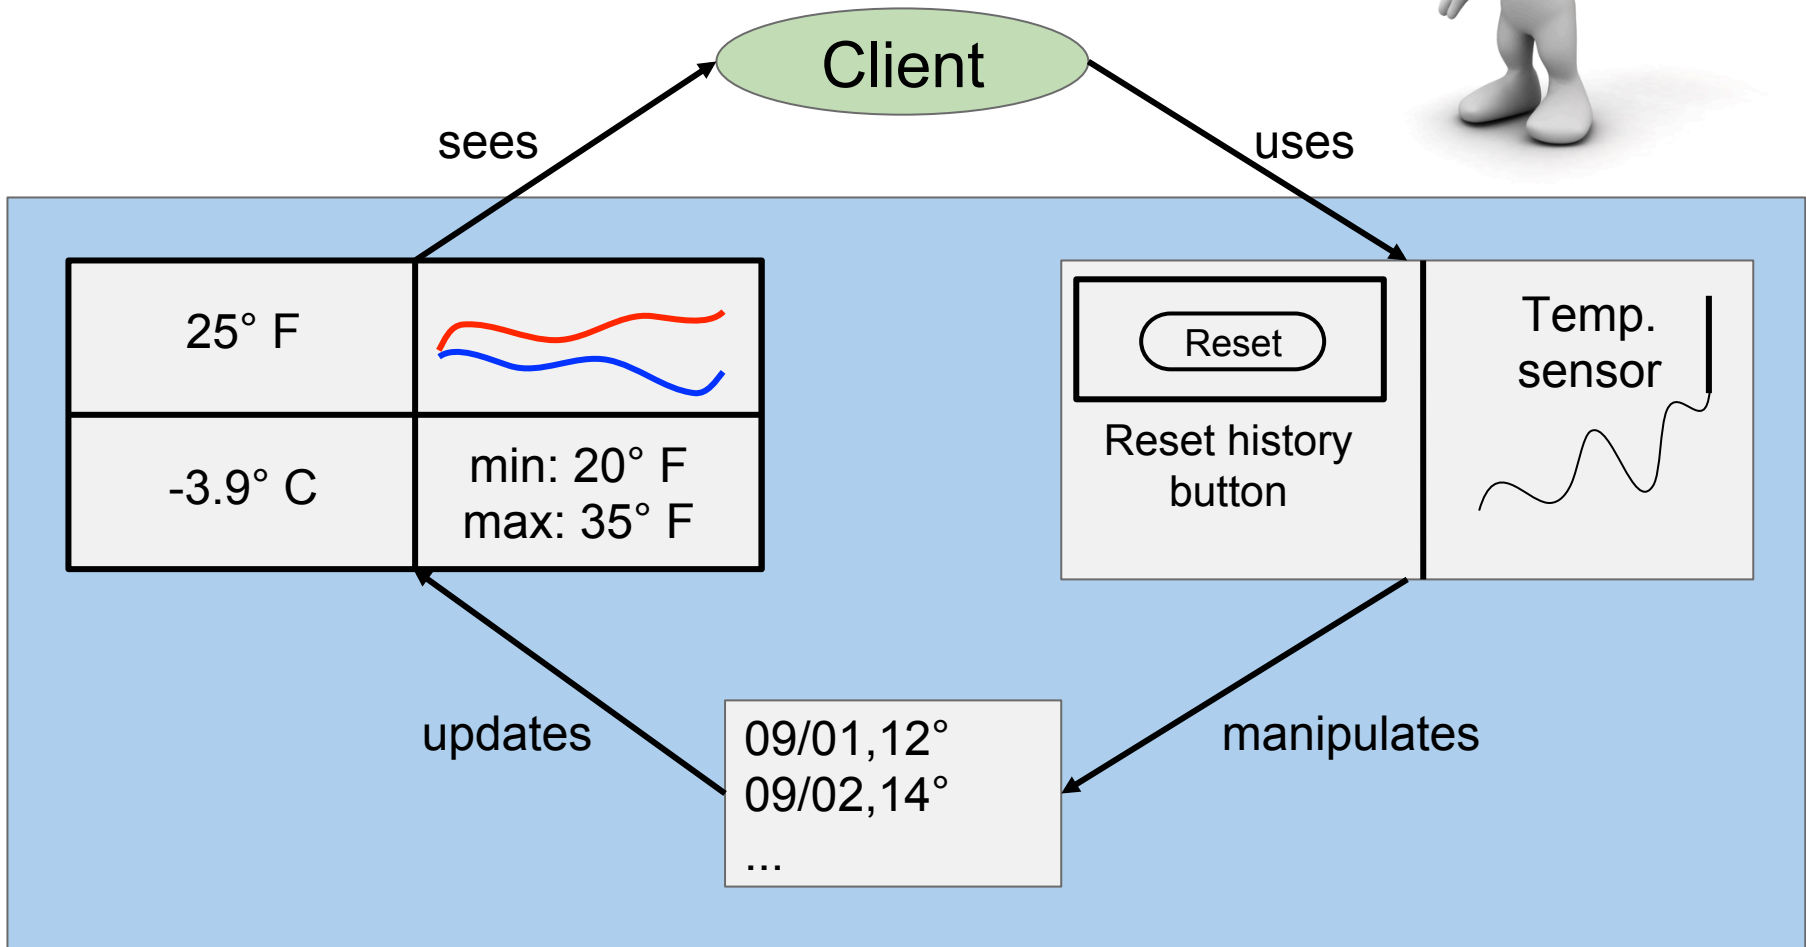 Client
sees
uses
25° F
-3.9° C
min: 20° F
max: 35° F
Reset
Reset history
button
Temp.
sensor
updates
manipulates
09/01,12°
09/02,14°
...